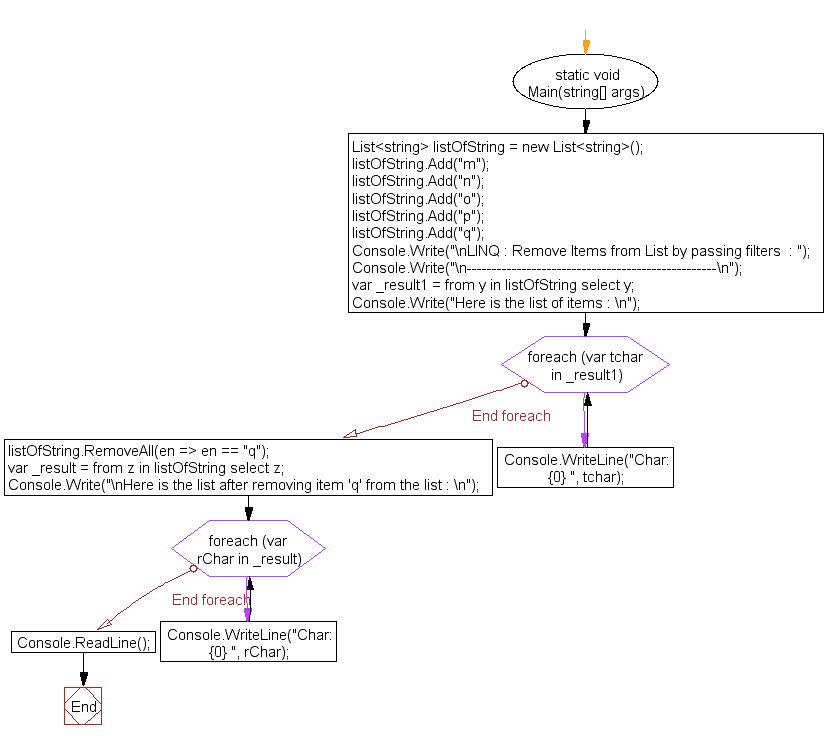 static void
Main(string[] args)
List<string> listOfString = new List<string>();
listOfString.Add("m");
listOfString.Add("n");
listOfString.Add("o");
listOfString.Add("p");
listOfString.Add("q");
Console.Write("\nLINQ : Remove Items from List by passing filters  : ");
Console.Write("\n--------------------------------------------------\n");
var _result1 = from y in listOfString select y;
Console.Write("Here is the list of items : \n");
foreach (var tchar
in _result1)
End foreach
Console.WriteLine("Char:
{0} ", tchar);
listOfString.RemoveAll(en => en == "q");
var _result = from z in listOfString select z;
Console.Write("\nHere is the list after removing item 'q' from the list : \n");
foreach (var
rChar in _result)
End foreach
Console.WriteLine("Char:
{0} ", rChar);
Console.ReadLine();
End